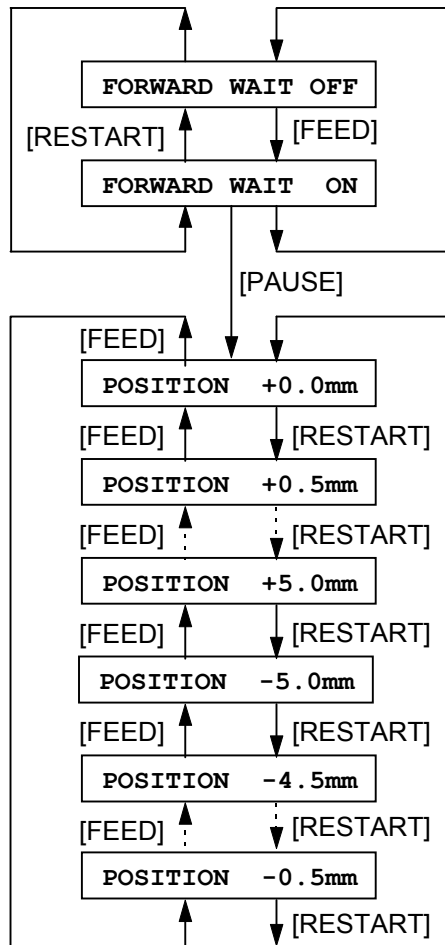 FORWARD WAIT OFF
[RESTART] [FEED]
FORWARD WAIT ON
[PAUSE]
[FEED]
POSITION +0.0mm
[FEED] [RESTART]
POSITION +0.5mm
[FEED] [RESTART]
POSITION +5.0mm
[FEED] [RESTART]
POSITION -5.0mm
[FEED] [RESTART]
POSITION -4.5mm
[FEED] [RESTART]
POSITION -0.5mm
[RESTART]